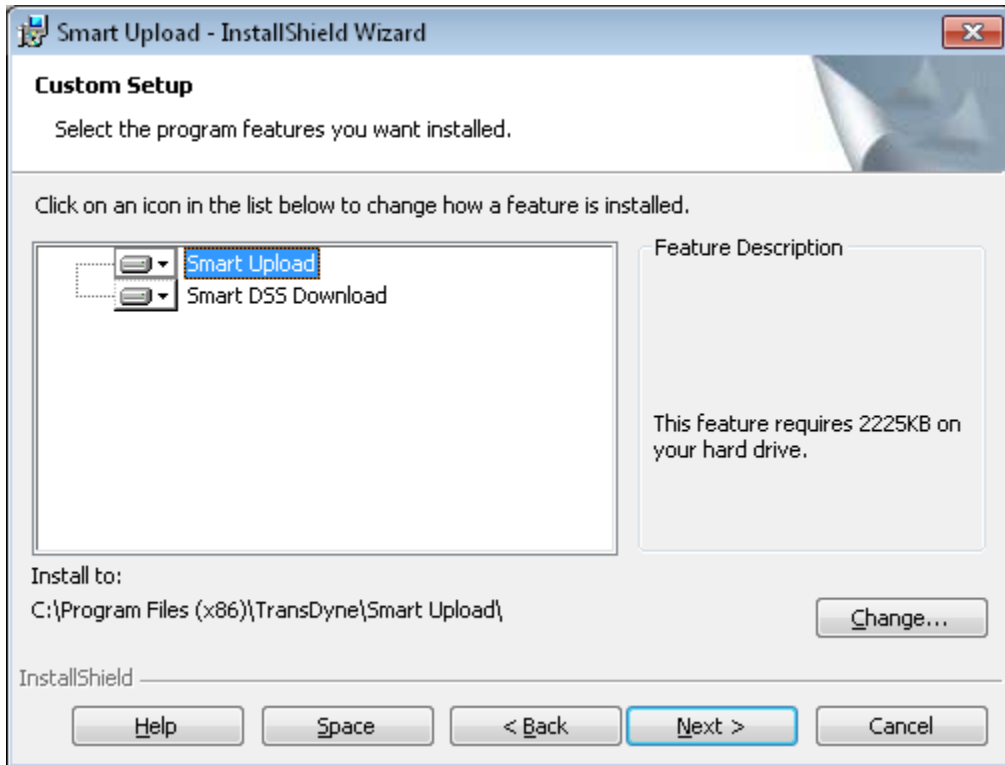 Smart Upload - InstallShield Wizard
Custom Setup
Select the program features you want installed.
Click on an icon in the list below to change how a feature is installed.
Smart Upload
Smart DSS Download
Feature Description
This feature requires 2225KB on
your hard drive.
Install to:
C:\Program Files (x86)\TransDyne\Smart Upload\
Change...
InstallShield
Help
Space
< Back
Next >
Cancel